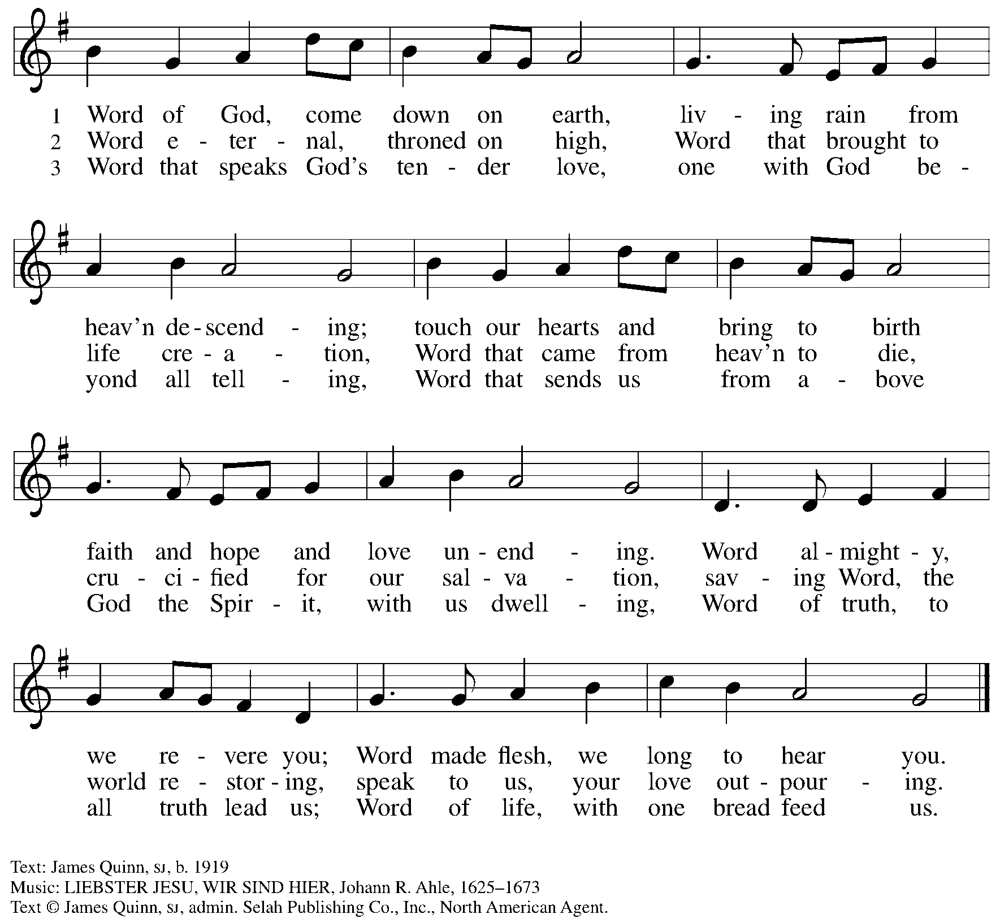 1 Word of God, come down on earth, liv - ing rain from
2 Word e - ter - nal, throned on high, Word that brought to
3 Word that speaks God's ten - der love, one with God be -
heav'n de - scend - ing; touch our hearts and bring to birth
life cre - a - tion, Word that came from heav'n to die,
yond all tell - ing, Word that sends us from a - bove
faith and hope and love un - end - ing. Word al - might - y,
cru - ci - fied for our sal - va - tion, sav - ing Word, the
God the Spir - it, with us dwell - ing, Word of truth, to
we re - vere you; Word made flesh, we long to hear you.
world re - stor - ing, speak to us, your love out - pour - ing.
all truth lead us; Word of life, with one bread feed us.
Text: James Quinn, SJ, b. 1919
Music: LIEBSTER JESU, WIR SIND HIER, Johann R. Ahle, 1625–1673
Text © James Quinn, SJ, admin. Selah Publishing Co., Inc., North American Agent.